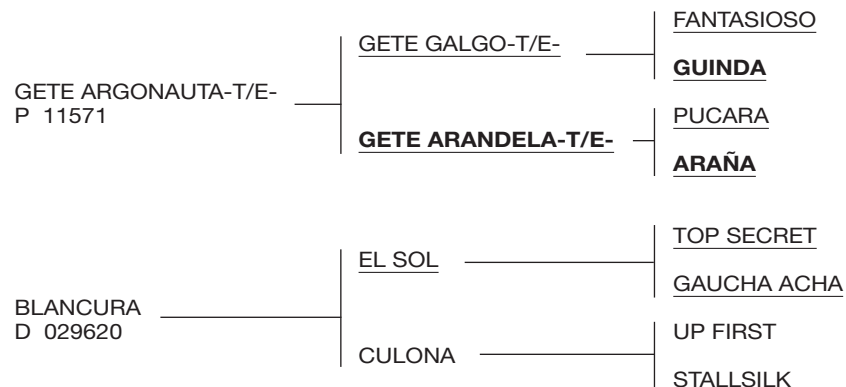 FANTASIOSO
GETE GALGO-T/E-
GUINDA
GETE ARGONAUTA-T/E-
P 11571
PUCARA
GETE ARANDELA-T/E-
ARAÑA
TOP SECRET
EL SOL
GAUCHA ACHA
BLANCURA
D 029620
UP FIRST
CULONA
STALLSILK